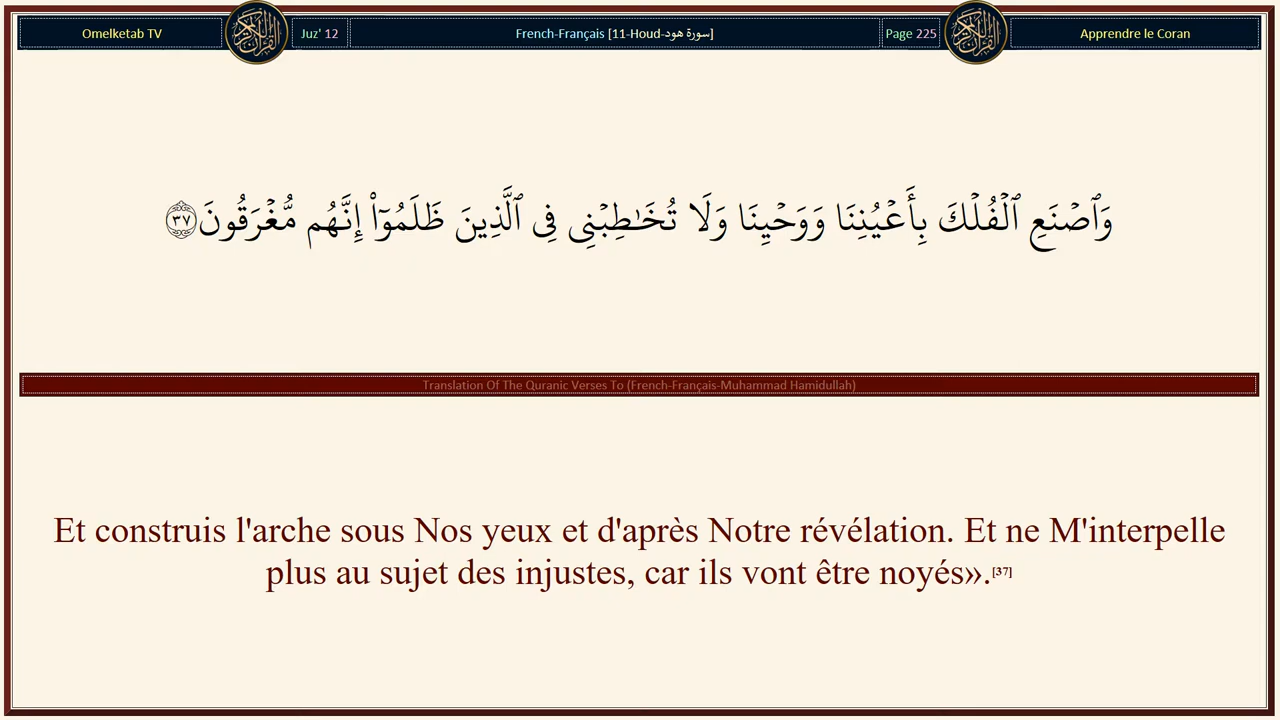 Omelketab TV
Juz' 12
French-Français [11-Houd-سورة هود]
Page 225
Apprendre le Coran
وَٱصْنَعِ ٱلْفُلْكَ بِأَعْيُنِنَا وَوَحْيِنَا وَلَا تُخَـٰطِبْنِى فِى ٱلَّذِينَ ظَلَمُوٓا۟ إِنَّهُم مُّغْرَقُونَ ٣٧
Translation Of The Quranic Verses To (French-Français-Muhammad Hamidullah)
Et construis l'arche sous Nos yeux et d'après Notre révélation. Et ne M'interpelle
plus au sujet des injustes, car ils vont être noyés».[37]